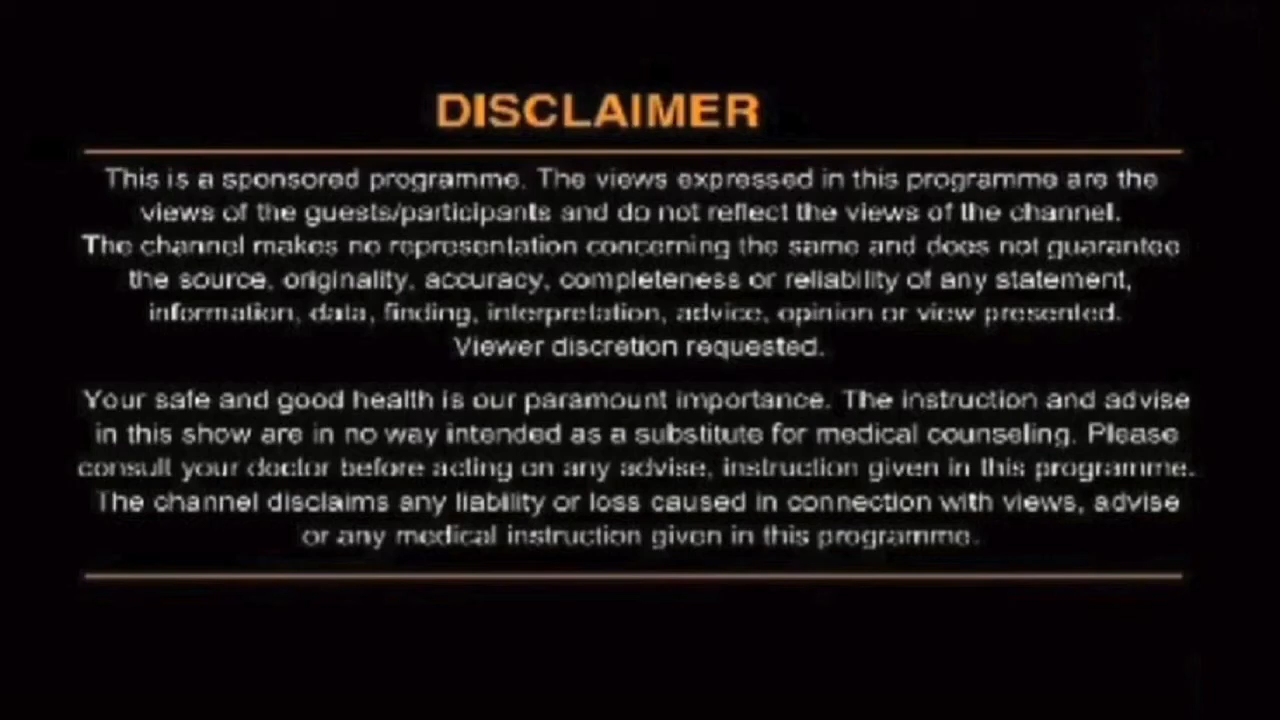 DISCLAIMER
This is a sponsored programme. The views expressed in this programme are the
views of the guests/participants and do not reflect the views of the channel.
The channel makes no representation concerning the same and does not guarantee
the source, originality, accuracy, completeness or reliability of any statement,
information, data, finding, interpretation, advice, opinion or view presented.
Viewer discretion requested.
Your safe and good health is our paramount importance. The instruction and advise
in this show are in no way intended as a substitute for medical counseling. Please
consult your doctor before acting on any advise, instruction given in this programme.
The channel disclaims any liability or loss caused in connection with views, advise
or any medical instruction given in this programme.